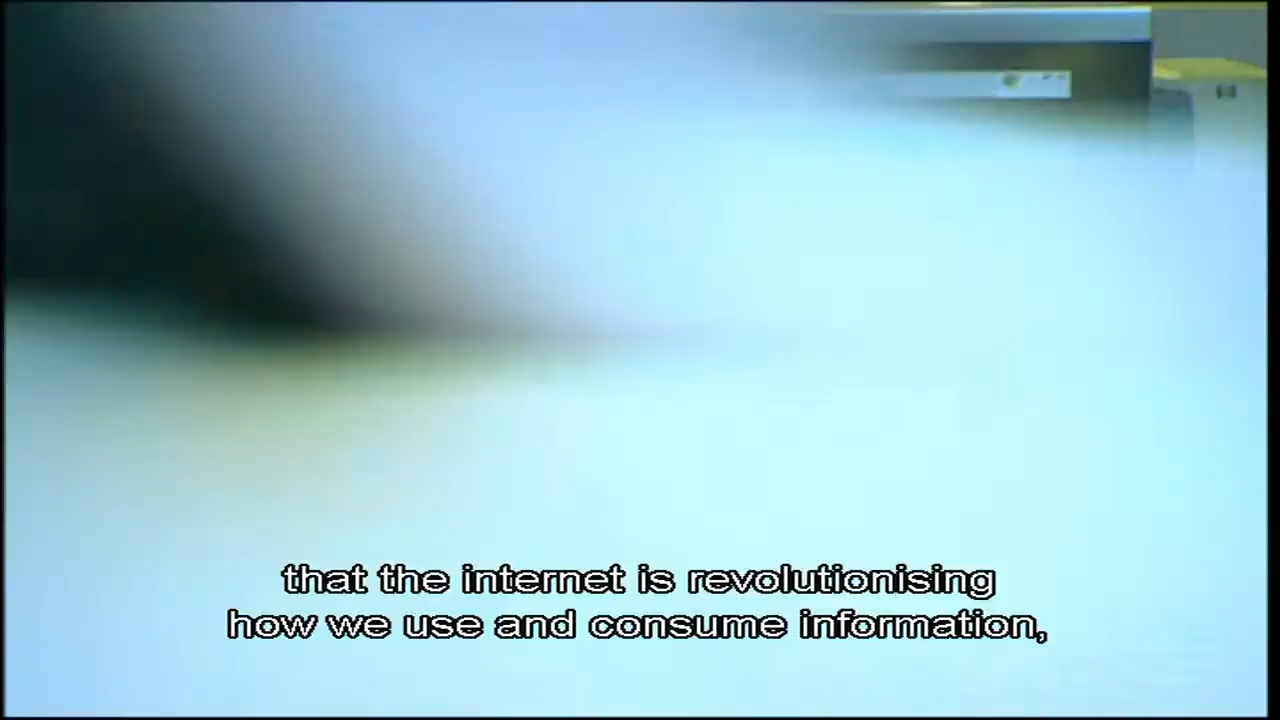 that the internet is revolutionising
how we use and consume information,